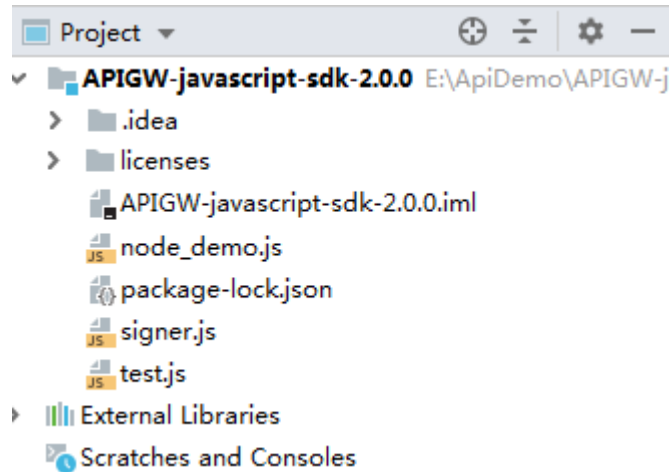 Project
APIGW-javascript-sdk-2.0.0 E:\ApiDemo\APIGW-j
.idea
licenses
APIGW-javascript-sdk-2.0.0.iml
node_demo.js
package-lock.json
signer.js
test.js
External Libraries
Scratches and Consoles